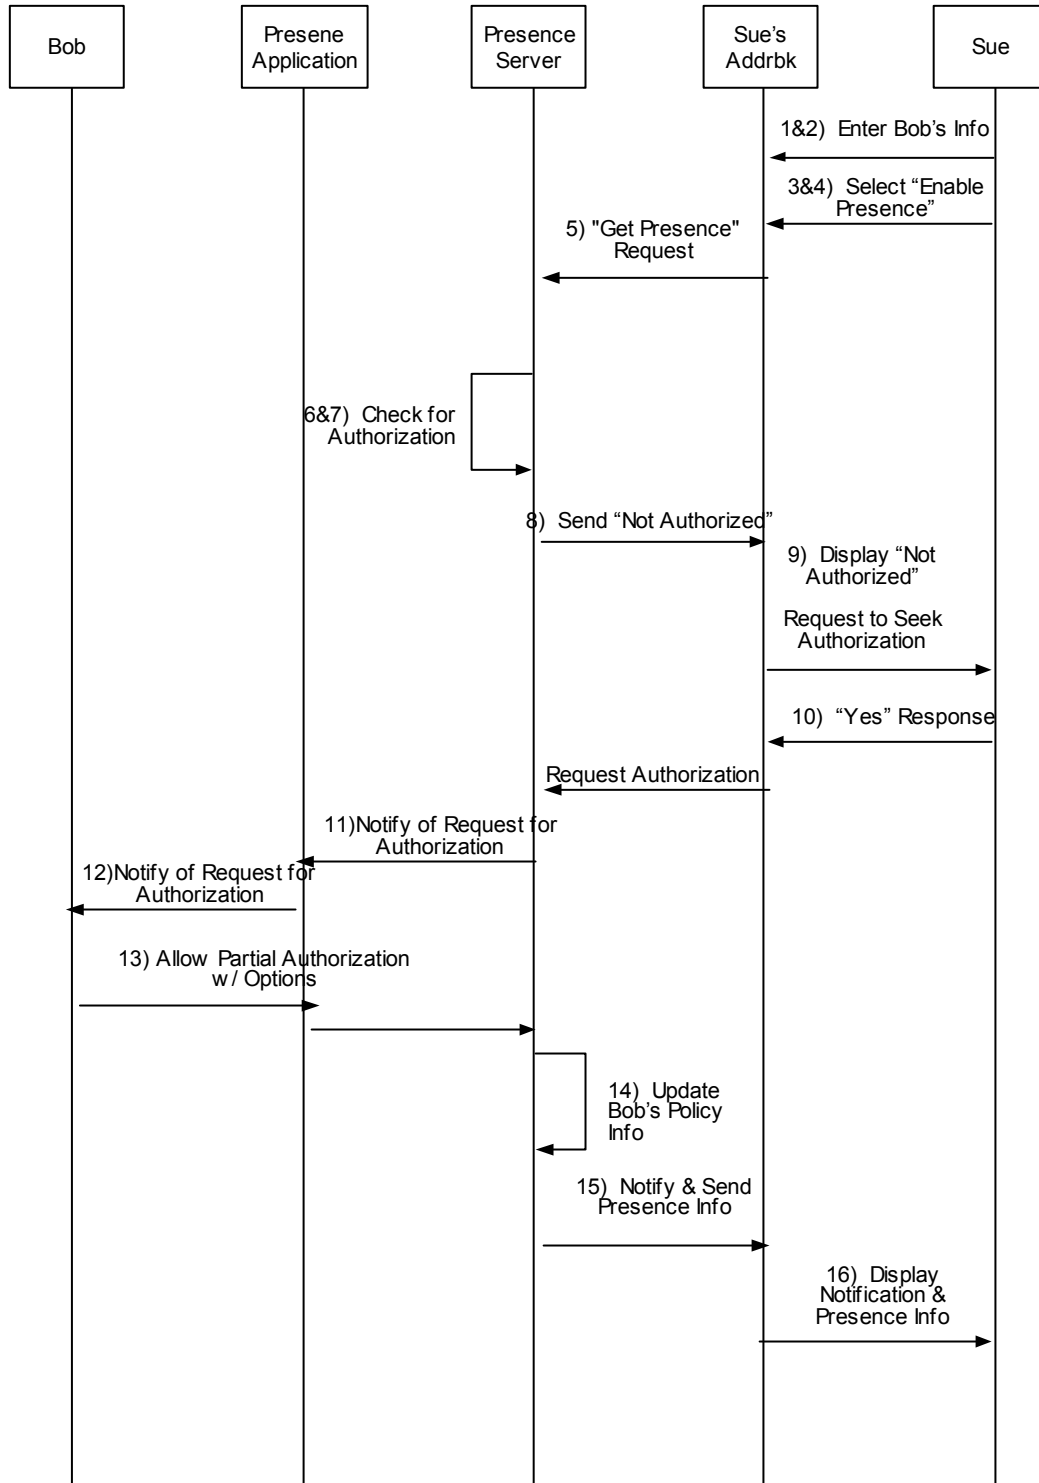 Bob
Presene
Application
Presence
Server
Sue's
Addrbk
Sue
1&2) Enter Bob's Info
3&4) Select “Enable
Presence”
5) "Get Presence"
Request
6&7) Check for
Authorization
8) Send “Not Authorized”
9) Display “Not
Authorized”
Request to Seek
Authorization
10) “Yes” Response
Request Authorization
11)Notify of Request for
Authorization
12)Notify of Request for
Authorization
13) Allow Partial Authorization
w/ Options
14) Update
Bob's Policy
Info
15) Notify & Send
Presence Info
16) Display
Notification &
Presence Info